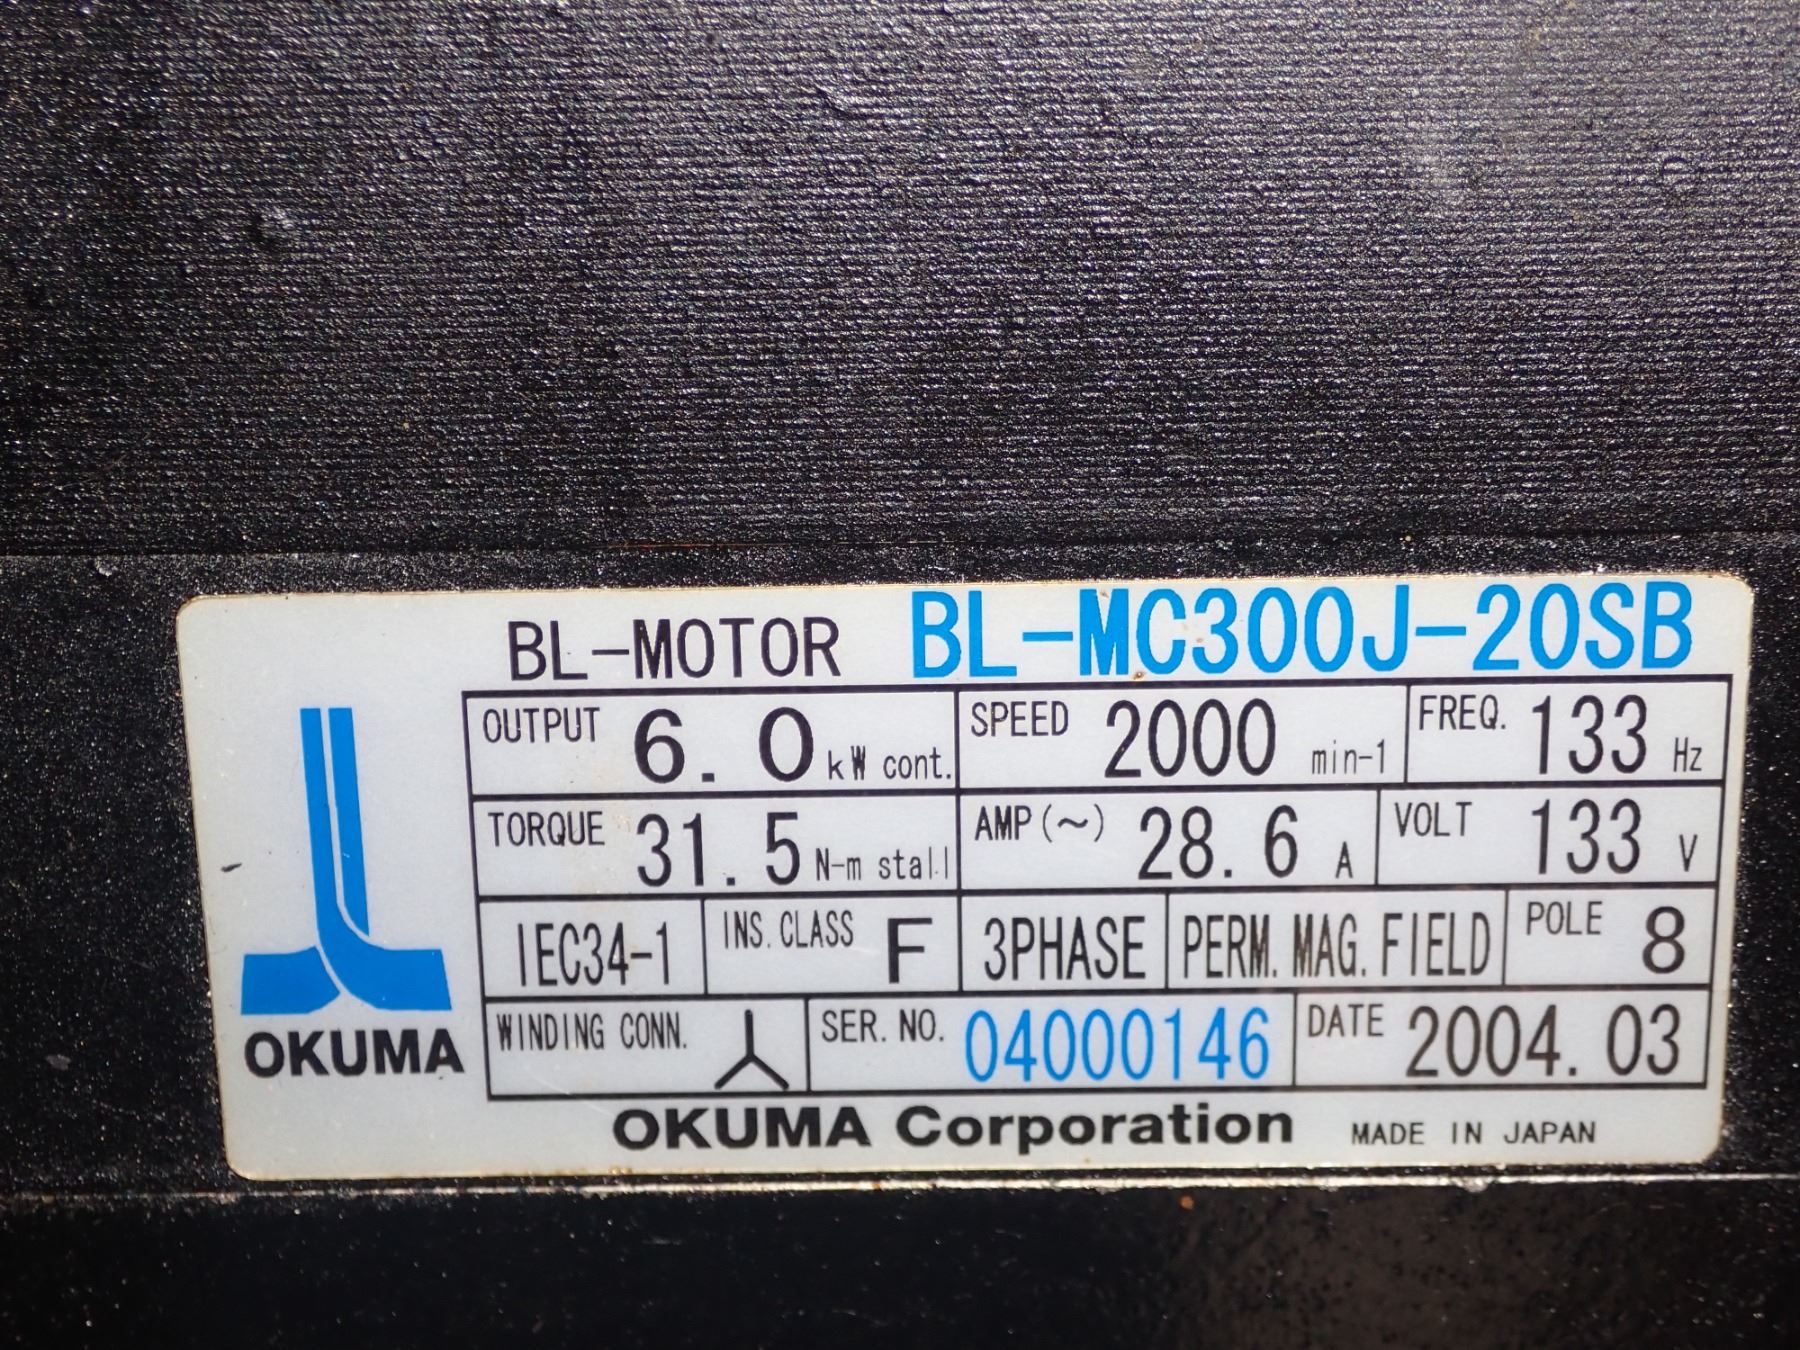 BL-MOTOR BL-MC300J-20SB
OUTPUT 6.0 kW cont. SPEED 2000 min-1 FREQ. 133 Hz
TORQUE 31.5 N-m stall AMP(~) 28.6 A VOLT 133 V
IEC34-1 INS. CLASS F 3PHASE PERM. MAG. FIELD POLE 8
WINDING CONN. SER. NO. 04000146 DATE 2004. 03
OKUMA
OKUMA Corporation MADE IN JAPAN